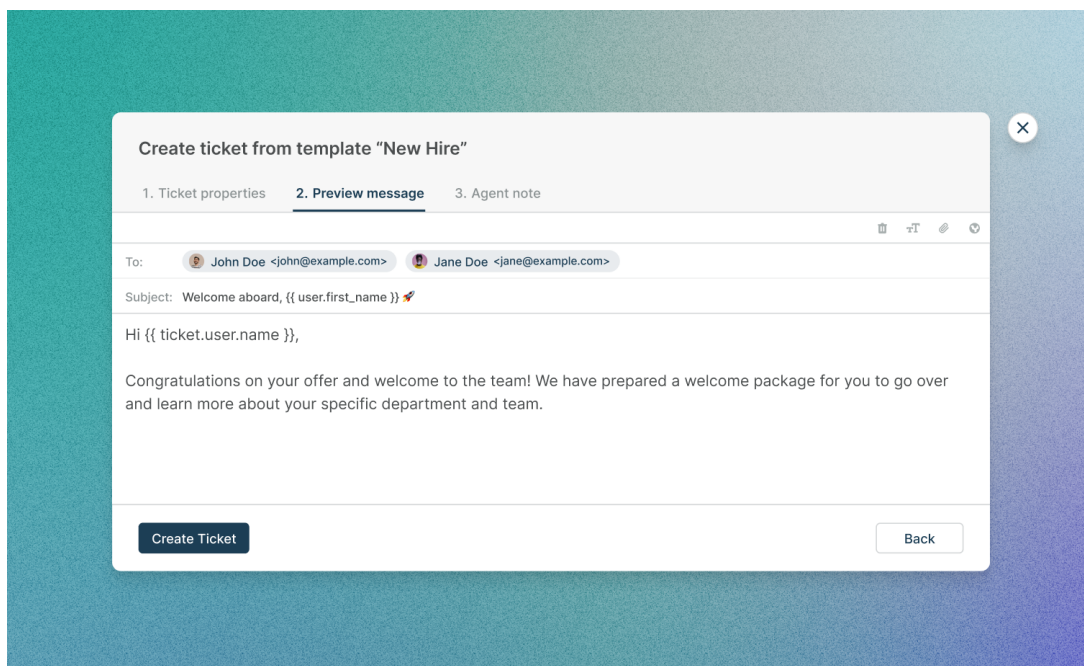 Create ticket from template “New Hire”
1. Ticket properties 2. Preview message 3. Agent note
To: John Doe <john@example.com> Jane Doe <jane@example.com>
Subject: Welcome aboard, {{ user.first_name }} 🚀
Hi {{ ticket.user.name }},
Congratulations on your offer and welcome to the team! We have prepared a welcome package for you to go over
and learn more about your specific department and team.
Create Ticket Back